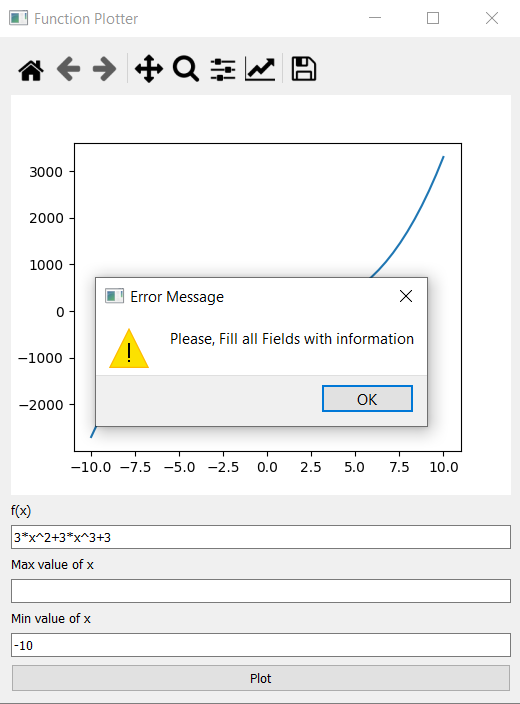 Function Plotter
3000
2000
1000
0
−1000
−2000
Error Message
Please, Fill all Fields with information
OK
−10.0 −7.5 −5.0 −2.5 0.0 2.5 5.0 7.5 10.0
f(x)
3*x^2+3*x^3+3
Max value of x
Min value of x
-10
Plot